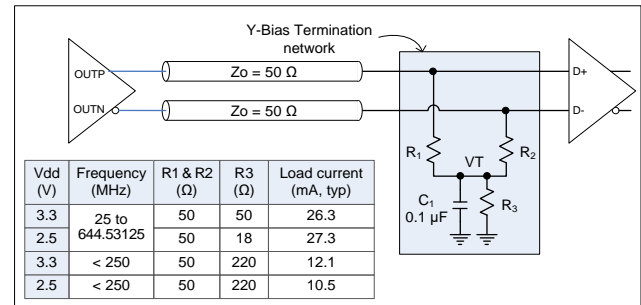 Y-Bias Termination
network
OUTP
Zo = 50 Ω
D+
OUTN
Zo = 50 Ω
D-
R1
VT
R2
C1
0.1 µF
R3
Vdd (V) Frequency (MHz) R1 & R2 (Ω) R3 (Ω) Load current (mA, typ)
3.3 25 to 644.53125 50 50 26.3
2.5 50 18 27.3
3.3 < 250 50 220 12.1
2.5 < 250 50 220 10.5